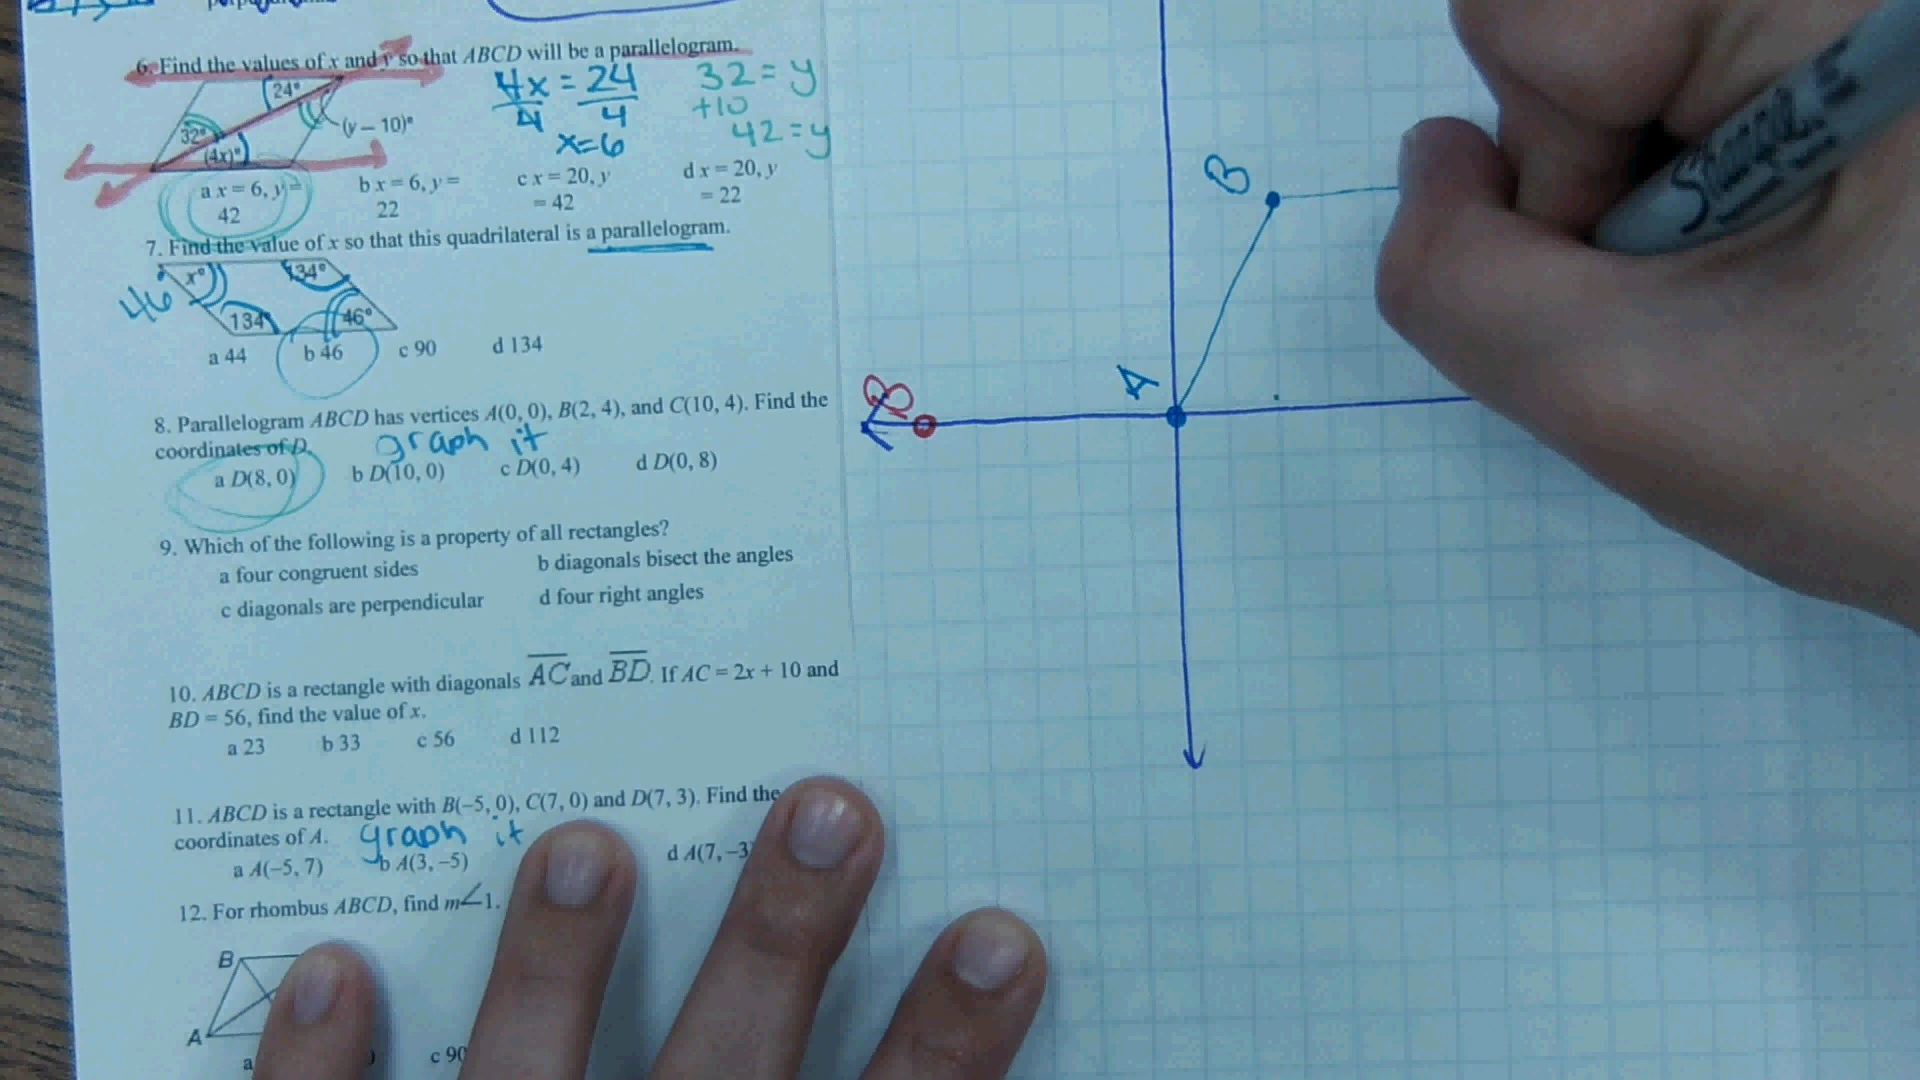 6. Find the values of x and y so that ABCD will be a parallelogram.
24°
32°
(4x)°
(y – 10)°
4x = 24
4 4
x=6
32 = y
+10
42 = y
a x = 6, y =
42
b x = 6, y =
22
c x = 20, y
= 42
d x = 20, y
= 22
7. Find the value of x so that this quadrilateral is a parallelogram.
46
x°
134°
134°
46°
a 44 b 46 c 90 d 134
8. Parallelogram ABCD has vertices A(0, 0), B(2, 4), and C(10, 4). Find the
coordinates of D.
graph it
a D(8, 0) b D(10, 0) c D(0, 4) d D(0, 8)
9. Which of the following is a property of all rectangles?
a four congruent sides b diagonals bisect the angles
c diagonals are perpendicular d four right angles
10. ABCD is a rectangle with diagonals AC and BD. If AC = 2x + 10 and
BD = 56, find the value of x.
a 23 b 33 c 56 d 112
11. ABCD is a rectangle with B(–5, 0), C(7, 0) and D(7, 3). Find the
coordinates of A.
graph it
a A(–5, 7) b A(3, –5) d A(7, –3
12. For rhombus ABCD, find m∠1.
B
A
a c 90
B
A
B